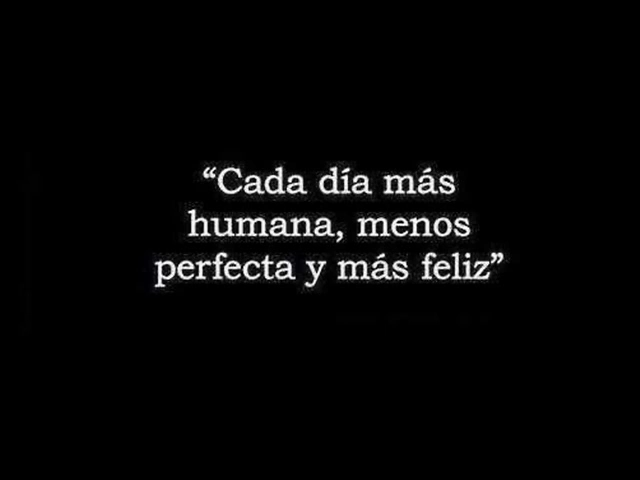 “Cada día más
humana, menos
perfecta y más feliz”